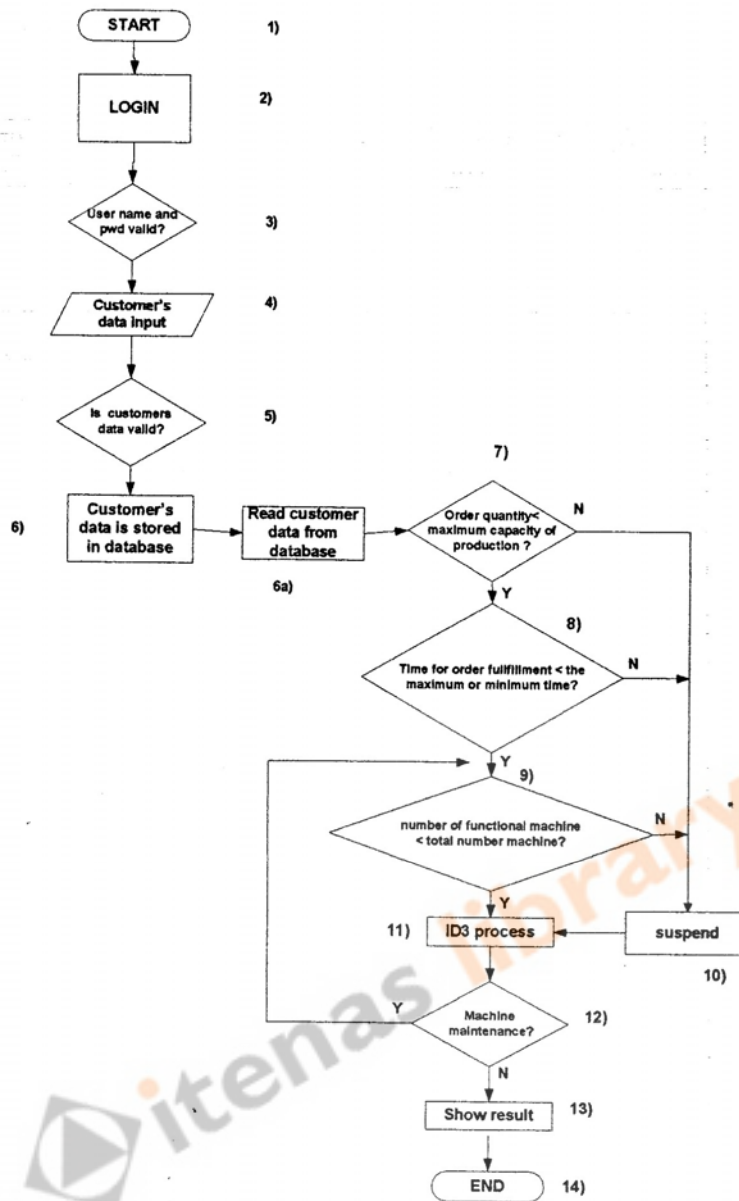 START
1)
LOGIN
2)
User name and
pwd valid?
3)
Customer's
data input
4)
Is customers
data valid?
5)
6)
Customer's
data is stored
in database
Read customer
data from
database
6a)
7)
Order quantity<
maximum capacity of
production ?
N
Y
8)
Time for order fullfillment < the
maximum or minimum time?
N
Y
9)
number of functional machine
< total number machine?
N
Y
11)
ID3 process
suspend
10)
Y
Machine
maintenance?
12)
N
Show result
13)
END
14)
itenas library